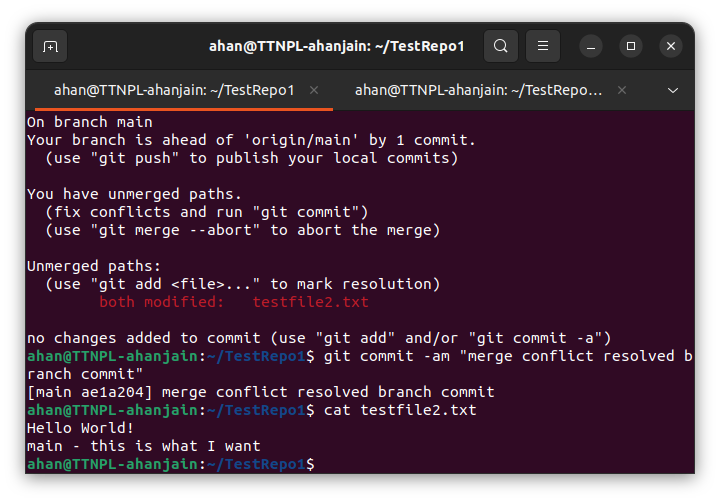 ahan@TTNPL-ahanjain: ~/TestRepo1
ahan@TTNPL-ahanjain: ~/TestRepo1
ahan@TTNPL-ahanjain: ~/TestRepo...
On branch main
Your branch is ahead of 'origin/main' by 1 commit.
  (use "git push" to publish your local commits)

You have unmerged paths.
  (fix conflicts and run "git commit")
  (use "git merge --abort" to abort the merge)

Unmerged paths:
  (use "git add <file>..." to mark resolution)
        both modified:   testfile2.txt

no changes added to commit (use "git add" and/or "git commit -a")
ahan@TTNPL-ahanjain:~/TestRepo1$ git commit -am "merge conflict resolved b
ranch commit"
[main ae1a204] merge conflict resolved branch commit
ahan@TTNPL-ahanjain:~/TestRepo1$ cat testfile2.txt
Hello World!
main - this is what I want
ahan@TTNPL-ahanjain:~/TestRepo1$